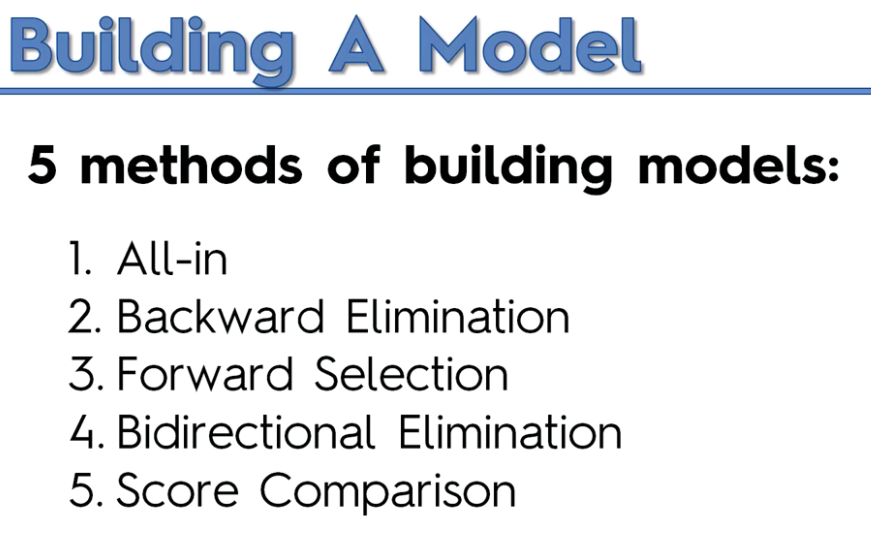 Building A Model
5 methods of building models:
1. All-in
2. Backward Elimination
3. Forward Selection
4. Bidirectional Elimination
5. Score Comparison